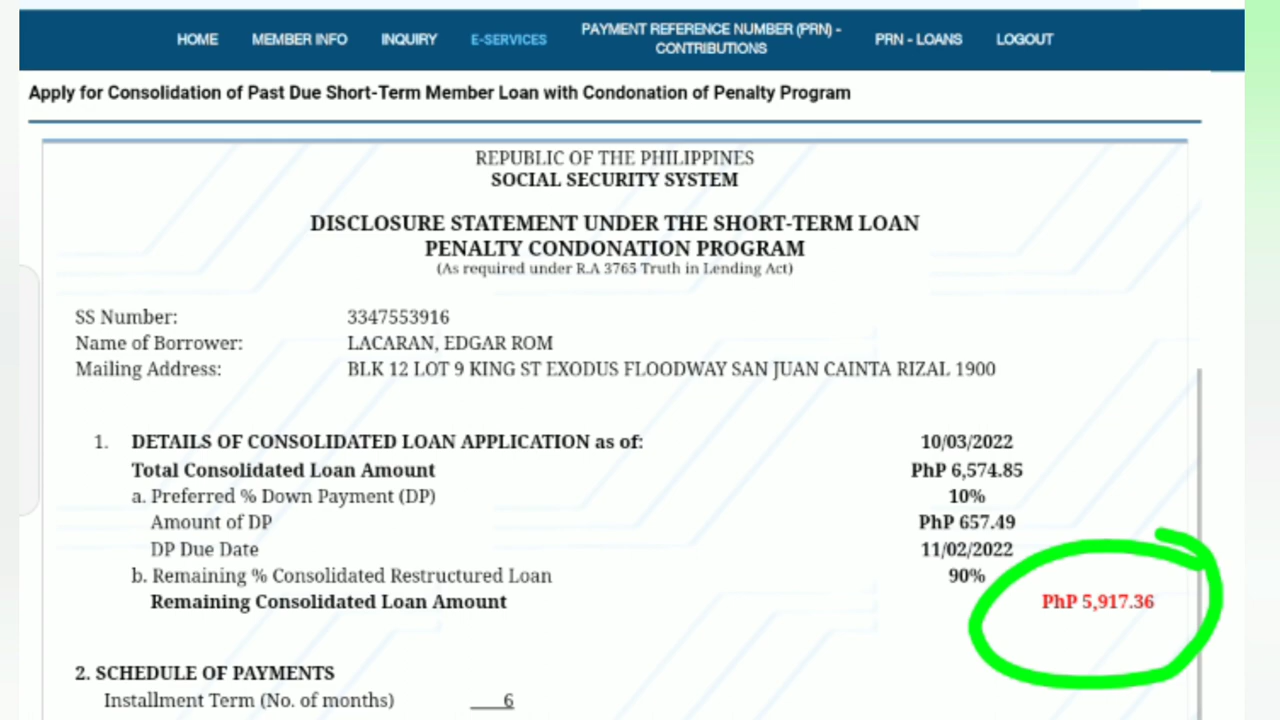 HOME MEMBER INFO INQUIRY E-SERVICES PAYMENT REFERENCE NUMBER (PRN) - CONTRIBUTIONS PRN - LOANS LOGOUT
Apply for Consolidation of Past Due Short-Term Member Loan with Condonation of Penalty Program
REPUBLIC OF THE PHILIPPINES
SOCIAL SECURITY SYSTEM
DISCLOSURE STATEMENT UNDER THE SHORT-TERM LOAN
PENALTY CONDONATION PROGRAM
(As required under R.A 3765 Truth in Lending Act)
SS Number: 3347553916
Name of Borrower: LACARAN, EDGAR ROM
Mailing Address: BLK 12 LOT 9 KING ST EXODUS FLOODWAY SAN JUAN CAINTA RIZAL 1900
1. DETAILS OF CONSOLIDATED LOAN APPLICATION as of: 10/03/2022
Total Consolidated Loan Amount PhP 6,574.85
a. Preferred % Down Payment (DP) 10%
Amount of DP PhP 657.49
DP Due Date 11/02/2022
b. Remaining % Consolidated Restructured Loan 90%
Remaining Consolidated Loan Amount PhP 5,917.36
2. SCHEDULE OF PAYMENTS
Installment Term (No. of months) 6